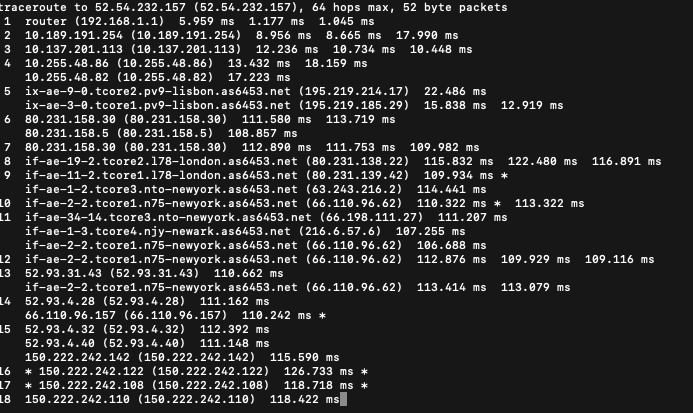 traceroute to 52.54.232.157 (52.54.232.157), 64 hops max, 52 byte packets
1 router (192.168.1.1) 5.959 ms 1.177 ms 1.045 ms
2 10.189.191.254 (10.189.191.254) 8.956 ms 8.665 ms 17.990 ms
3 10.137.201.113 (10.137.201.113) 12.236 ms 10.734 ms 10.448 ms
4 10.255.48.86 (10.255.48.86) 13.432 ms 18.159 ms
10.255.48.82 (10.255.48.82) 17.223 ms
5 ix-ae-9-0.tcore2.pv9-lisbon.as6453.net (195.219.214.17) 22.486 ms
ix-ae-3-0.tcore1.pv9-lisbon.as6453.net (195.219.185.29) 15.838 ms 12.919 ms
6 80.231.158.30 (80.231.158.30) 111.580 ms 113.719 ms
80.231.158.5 (80.231.158.5) 108.857 ms
7 80.231.158.30 (80.231.158.30) 112.890 ms 111.753 ms 109.982 ms
8 if-ae-19-2.tcore2.l78-london.as6453.net (80.231.138.22) 115.832 ms 122.480 ms 116.891 ms
9 if-ae-11-2.tcore1.l78-london.as6453.net (80.231.139.42) 109.934 ms *
if-ae-1-2.tcore3.nto-newyork.as6453.net (63.243.216.2) 114.441 ms
10 if-ae-2-2.tcore1.n75-newyork.as6453.net (66.110.96.62) 110.322 ms * 113.322 ms
11 if-ae-34-14.tcore3.nto-newyork.as6453.net (66.198.111.27) 111.207 ms
if-ae-1-3.tcore4.njy-newark.as6453.net (216.6.57.6) 107.255 ms
if-ae-2-2.tcore1.n75-newyork.as6453.net (66.110.96.62) 106.688 ms
12 if-ae-2-2.tcore1.n75-newyork.as6453.net (66.110.96.62) 112.876 ms 109.929 ms 109.116 ms
13 52.93.31.43 (52.93.31.43) 110.662 ms
if-ae-2-2.tcore1.n75-newyork.as6453.net (66.110.96.62) 113.414 ms 113.079 ms
14 52.93.4.28 (52.93.4.28) 111.162 ms
66.110.96.157 (66.110.96.157) 110.242 ms *
15 52.93.4.32 (52.93.4.32) 112.392 ms
52.93.4.40 (52.93.4.40) 111.148 ms
150.222.242.142 (150.222.242.142) 115.590 ms
16 * 150.222.242.122 (150.222.242.122) 126.733 ms *
17 * 150.222.242.108 (150.222.242.108) 118.718 ms *
18 150.222.242.110 (150.222.242.110) 118.422 ms